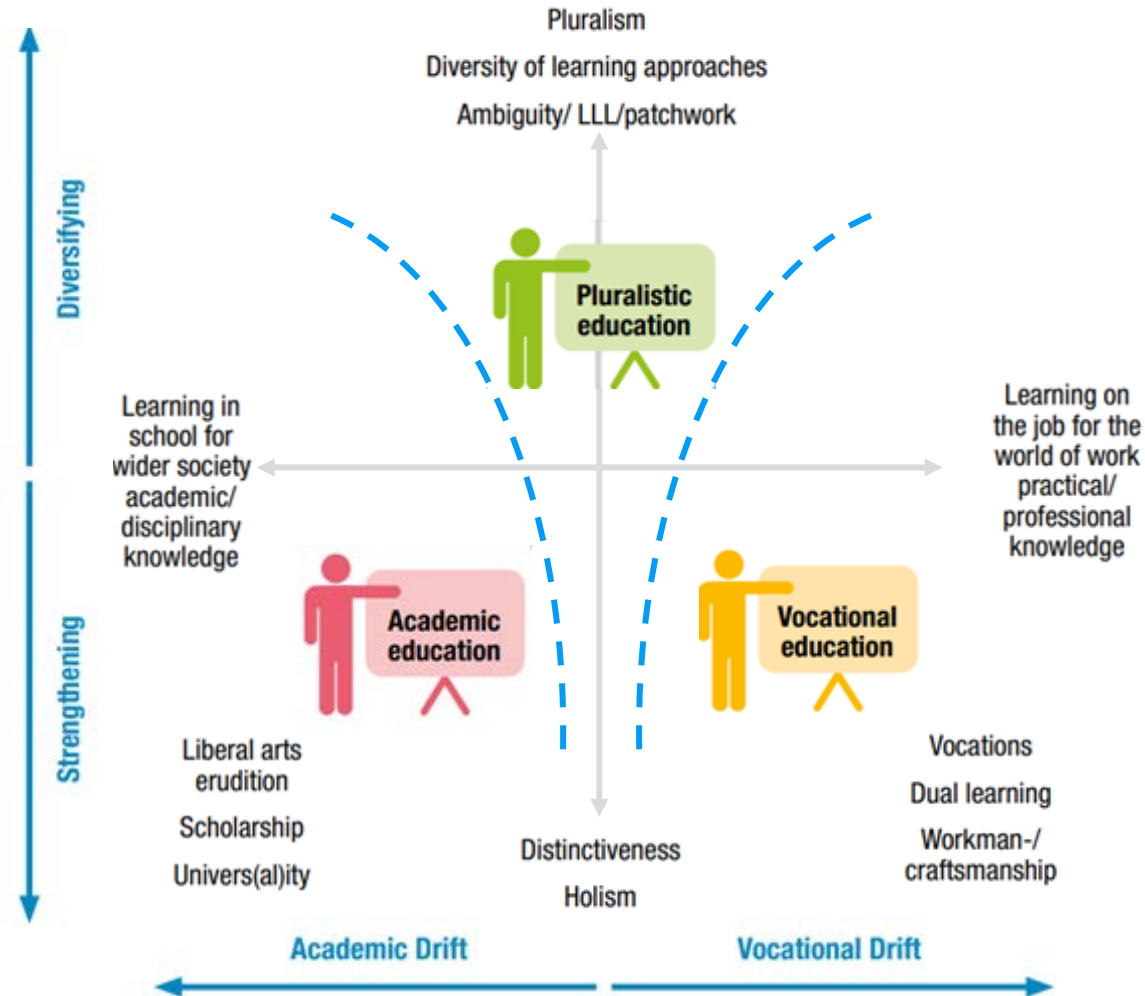 Pluralism
Diversity of learning approaches
Ambiguity/ LLL/patchwork
Diversifying
Pluralistic
education
Learning in
school for
wider society
academic/
disciplinary
knowledge
Learning on
the job for the
world of work
practical/
professional
knowledge
Strengthening
Academic
education
Vocational
education
Liberal arts
erudition
Scholarship
Univers(al)ity
Distinctiveness
Holism
Vocations
Dual learning
Workman-/
craftsmanship
Academic Drift
Vocational Drift